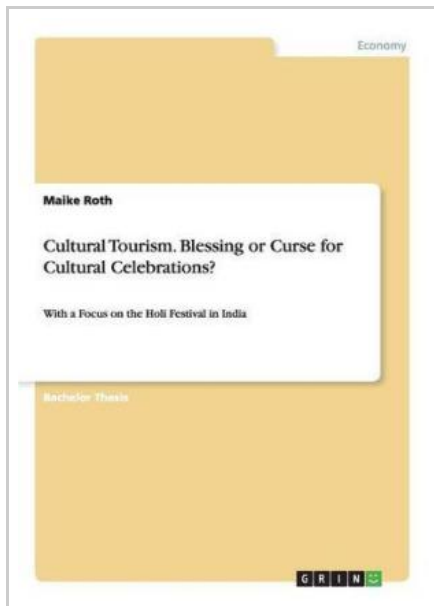 Economy
Maike Roth
Cultural Tourism. Blessing or Curse for
Cultural Celebrations?
With a Focus on the Holi Festival in India
Bachelor Thesis
GRIN